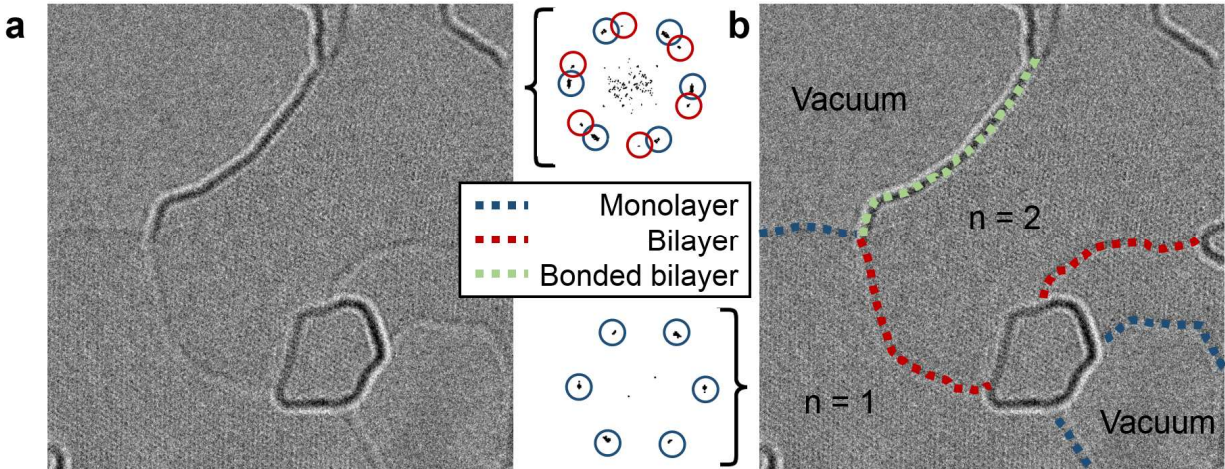 a
b
Vacuum
Monolayer
n = 2
Bilayer
Bonded bilayer
n = 1
Vacuum